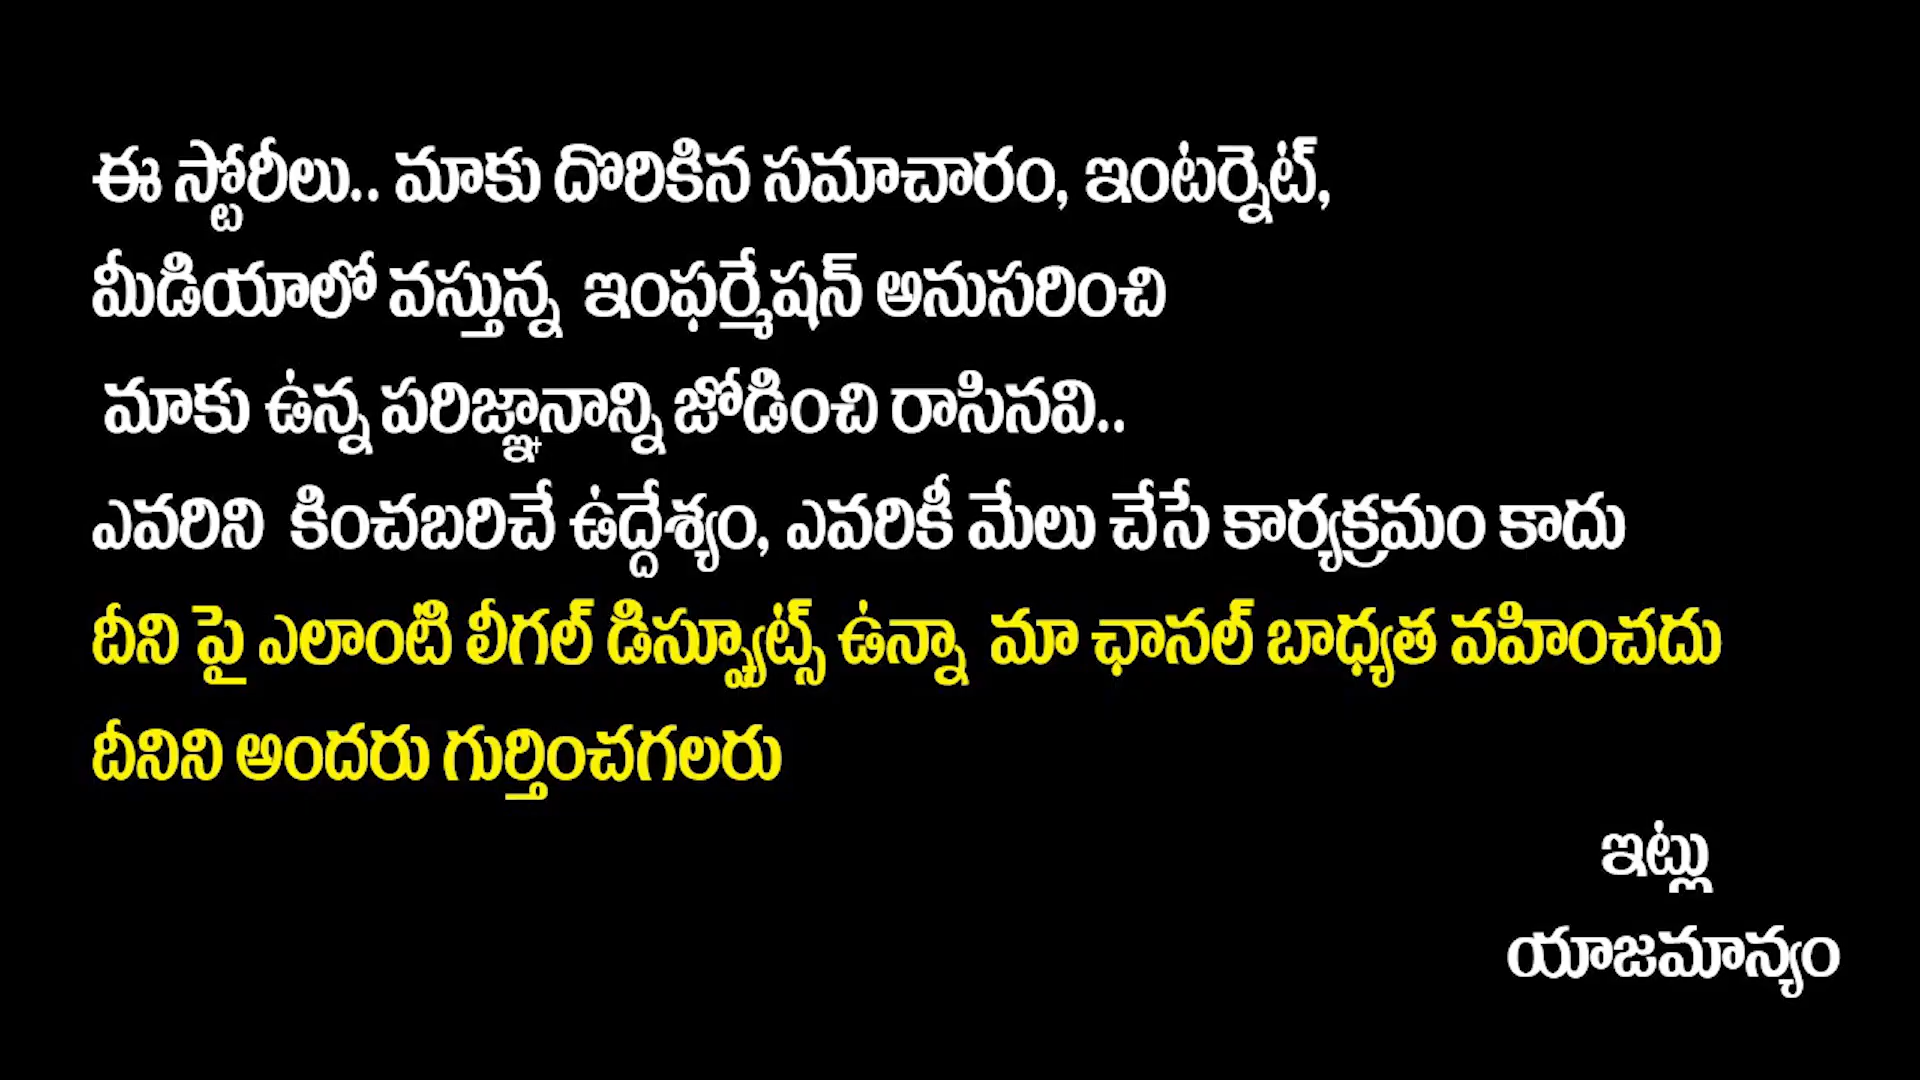 ఈ స్టోరీలు.. మాకు దొరికిన సమాచారం, ఇంటర్నెట్,
మీడియాలో వస్తున్న ఇంఫర్మేషన్ అనుసరించి
మాకు ఉన్న పరిజ్ఞానాన్ని జోడించి రాసినవి..
ఎవరిని కించబరిచే ఉద్దేశ్యం, ఎవరికీ మేలు చేసే కార్యక్రమం కాదు
దీని పై ఎలాంటి లీగల్ డిస్ప్యూట్స్ ఉన్నా మా ఛానల్ బాధ్యత వహించదు
దీనిని అందరు గుర్తించగలరు
ఇట్లు
యాజమాన్యం